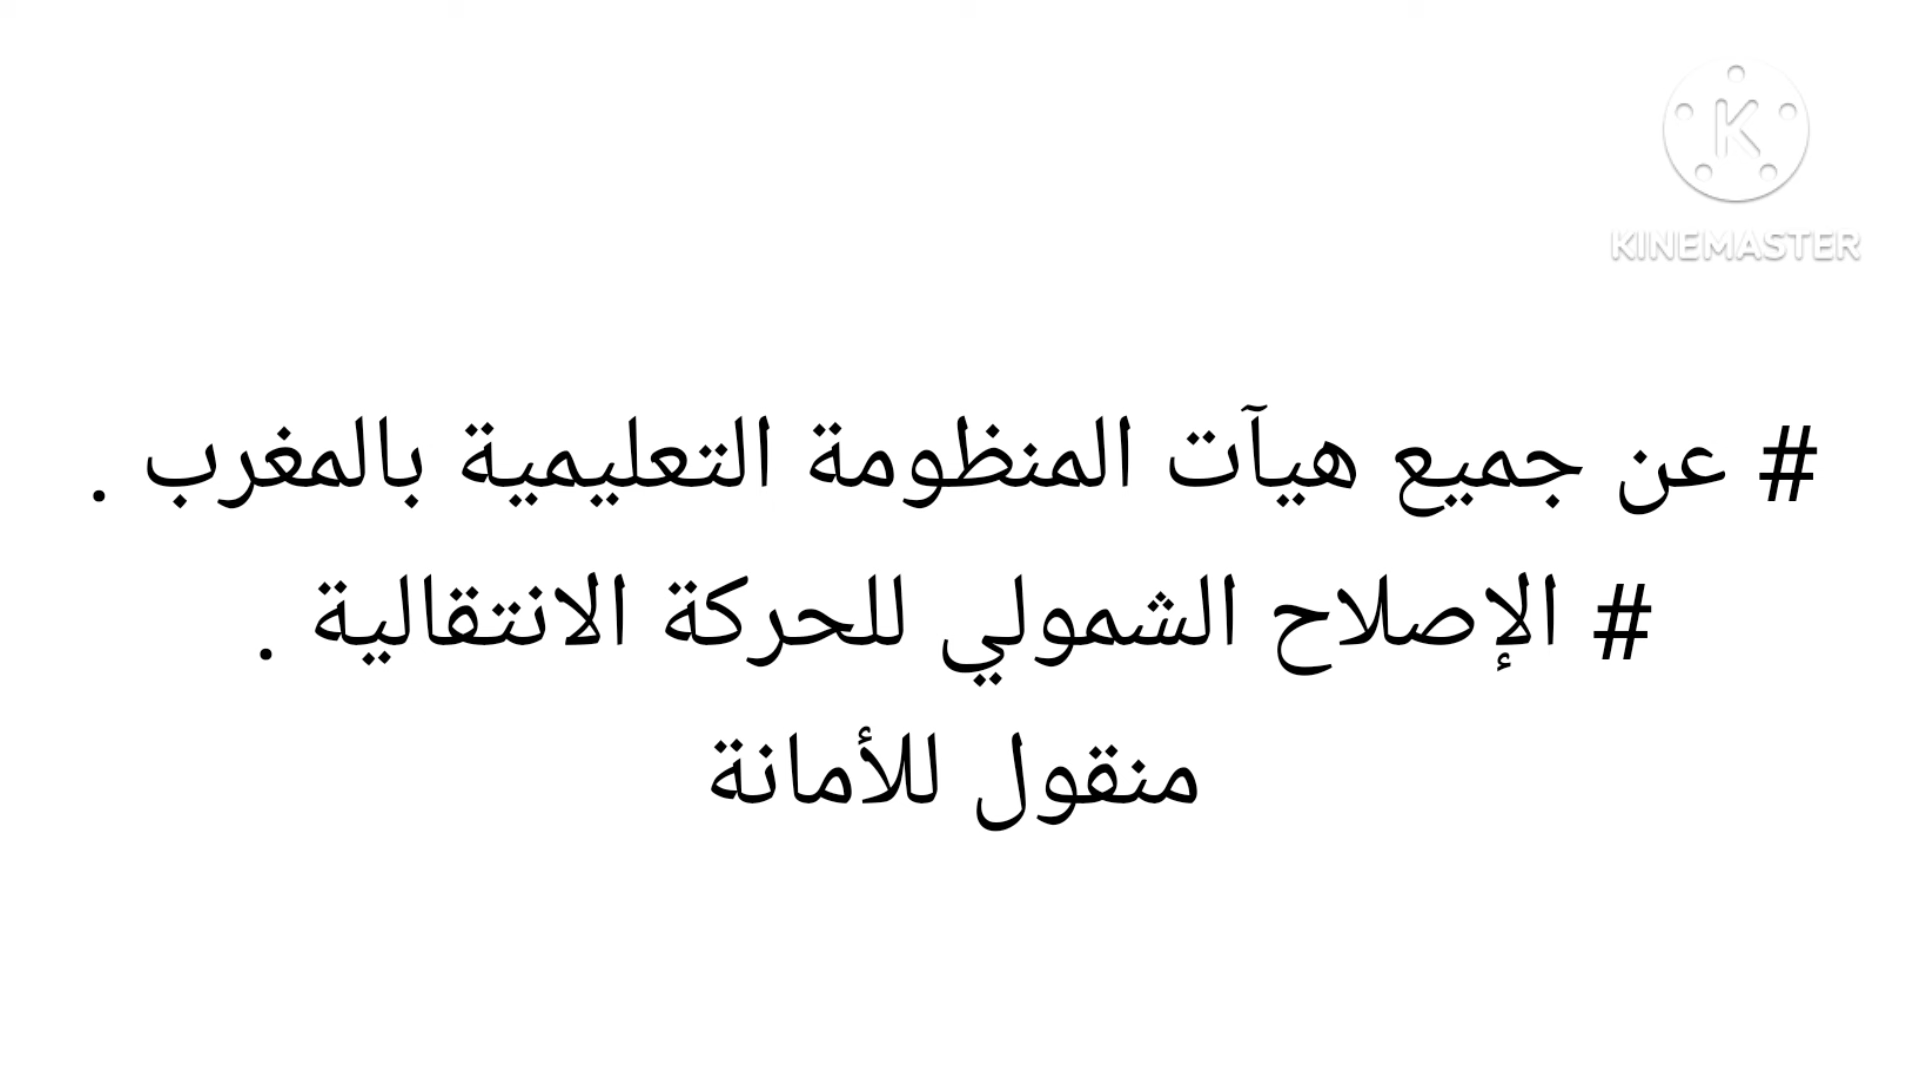 KINEMASTER
# عن جميع هيآت المنظومة التعليمية بالمغرب .
# الإصلاح الشمولي للحركة الانتقالية .
منقول للأمانة